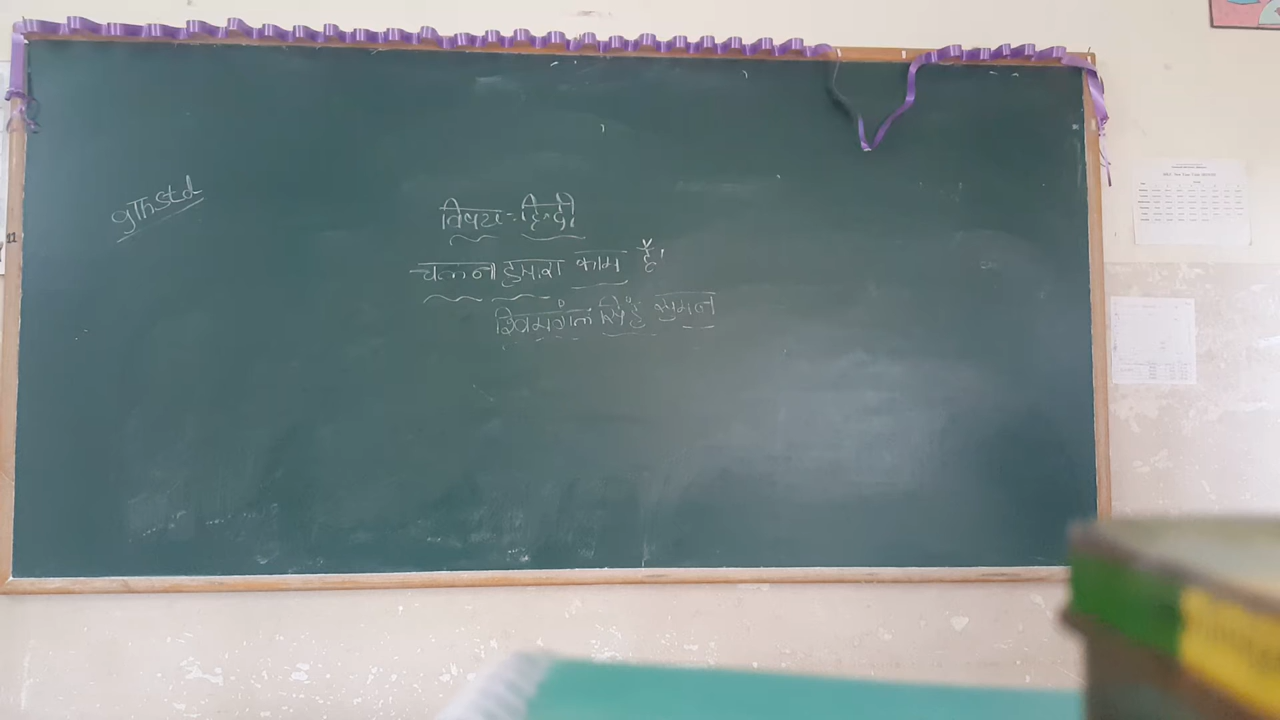 9Th std
विषय:- हिन्दी
चलना हमारा काम है।
शिवमंगल सिंह सुमन